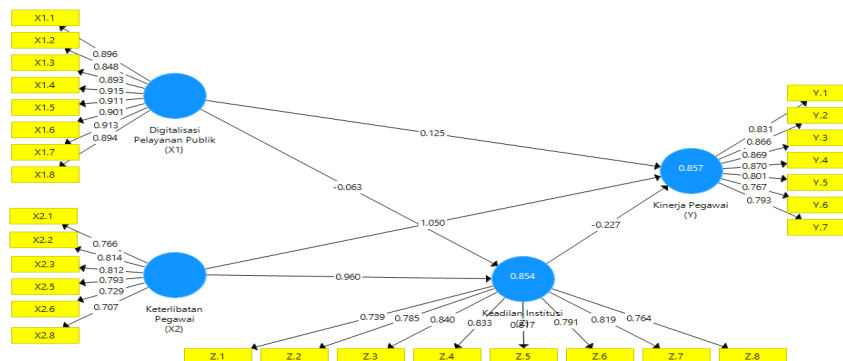 X1.1
X1.2
X1.3
X1.4
X1.5
X1.6
X1.7
X1.8
0.896
0.848
0.893
0.915
0.911
0.901
0.913
0.894
Digitalisasi
Pelayanan Publik
(X1)
0.125
-0.063
0.857
Kinerja Pegawai
(Y)
0.831
0.866
0.869
0.870
0.801
0.767
0.793
Y.1
Y.2
Y.3
Y.4
Y.5
Y.6
Y.7
X2.1
X2.2
X2.3
X2.5
X2.6
X2.8
0.766
0.814
0.812
0.793
0.729
0.707
Keterlibatan
Pegawai
(X2)
1.050
-0.227
0.960
0.854
Keadilan Institusi
0.739
0.785
0.840
0.833
0.791
0.819
0.764
Z.1
Z.2
Z.3
Z.4
Z.5
Z.6
Z.7
Z.8